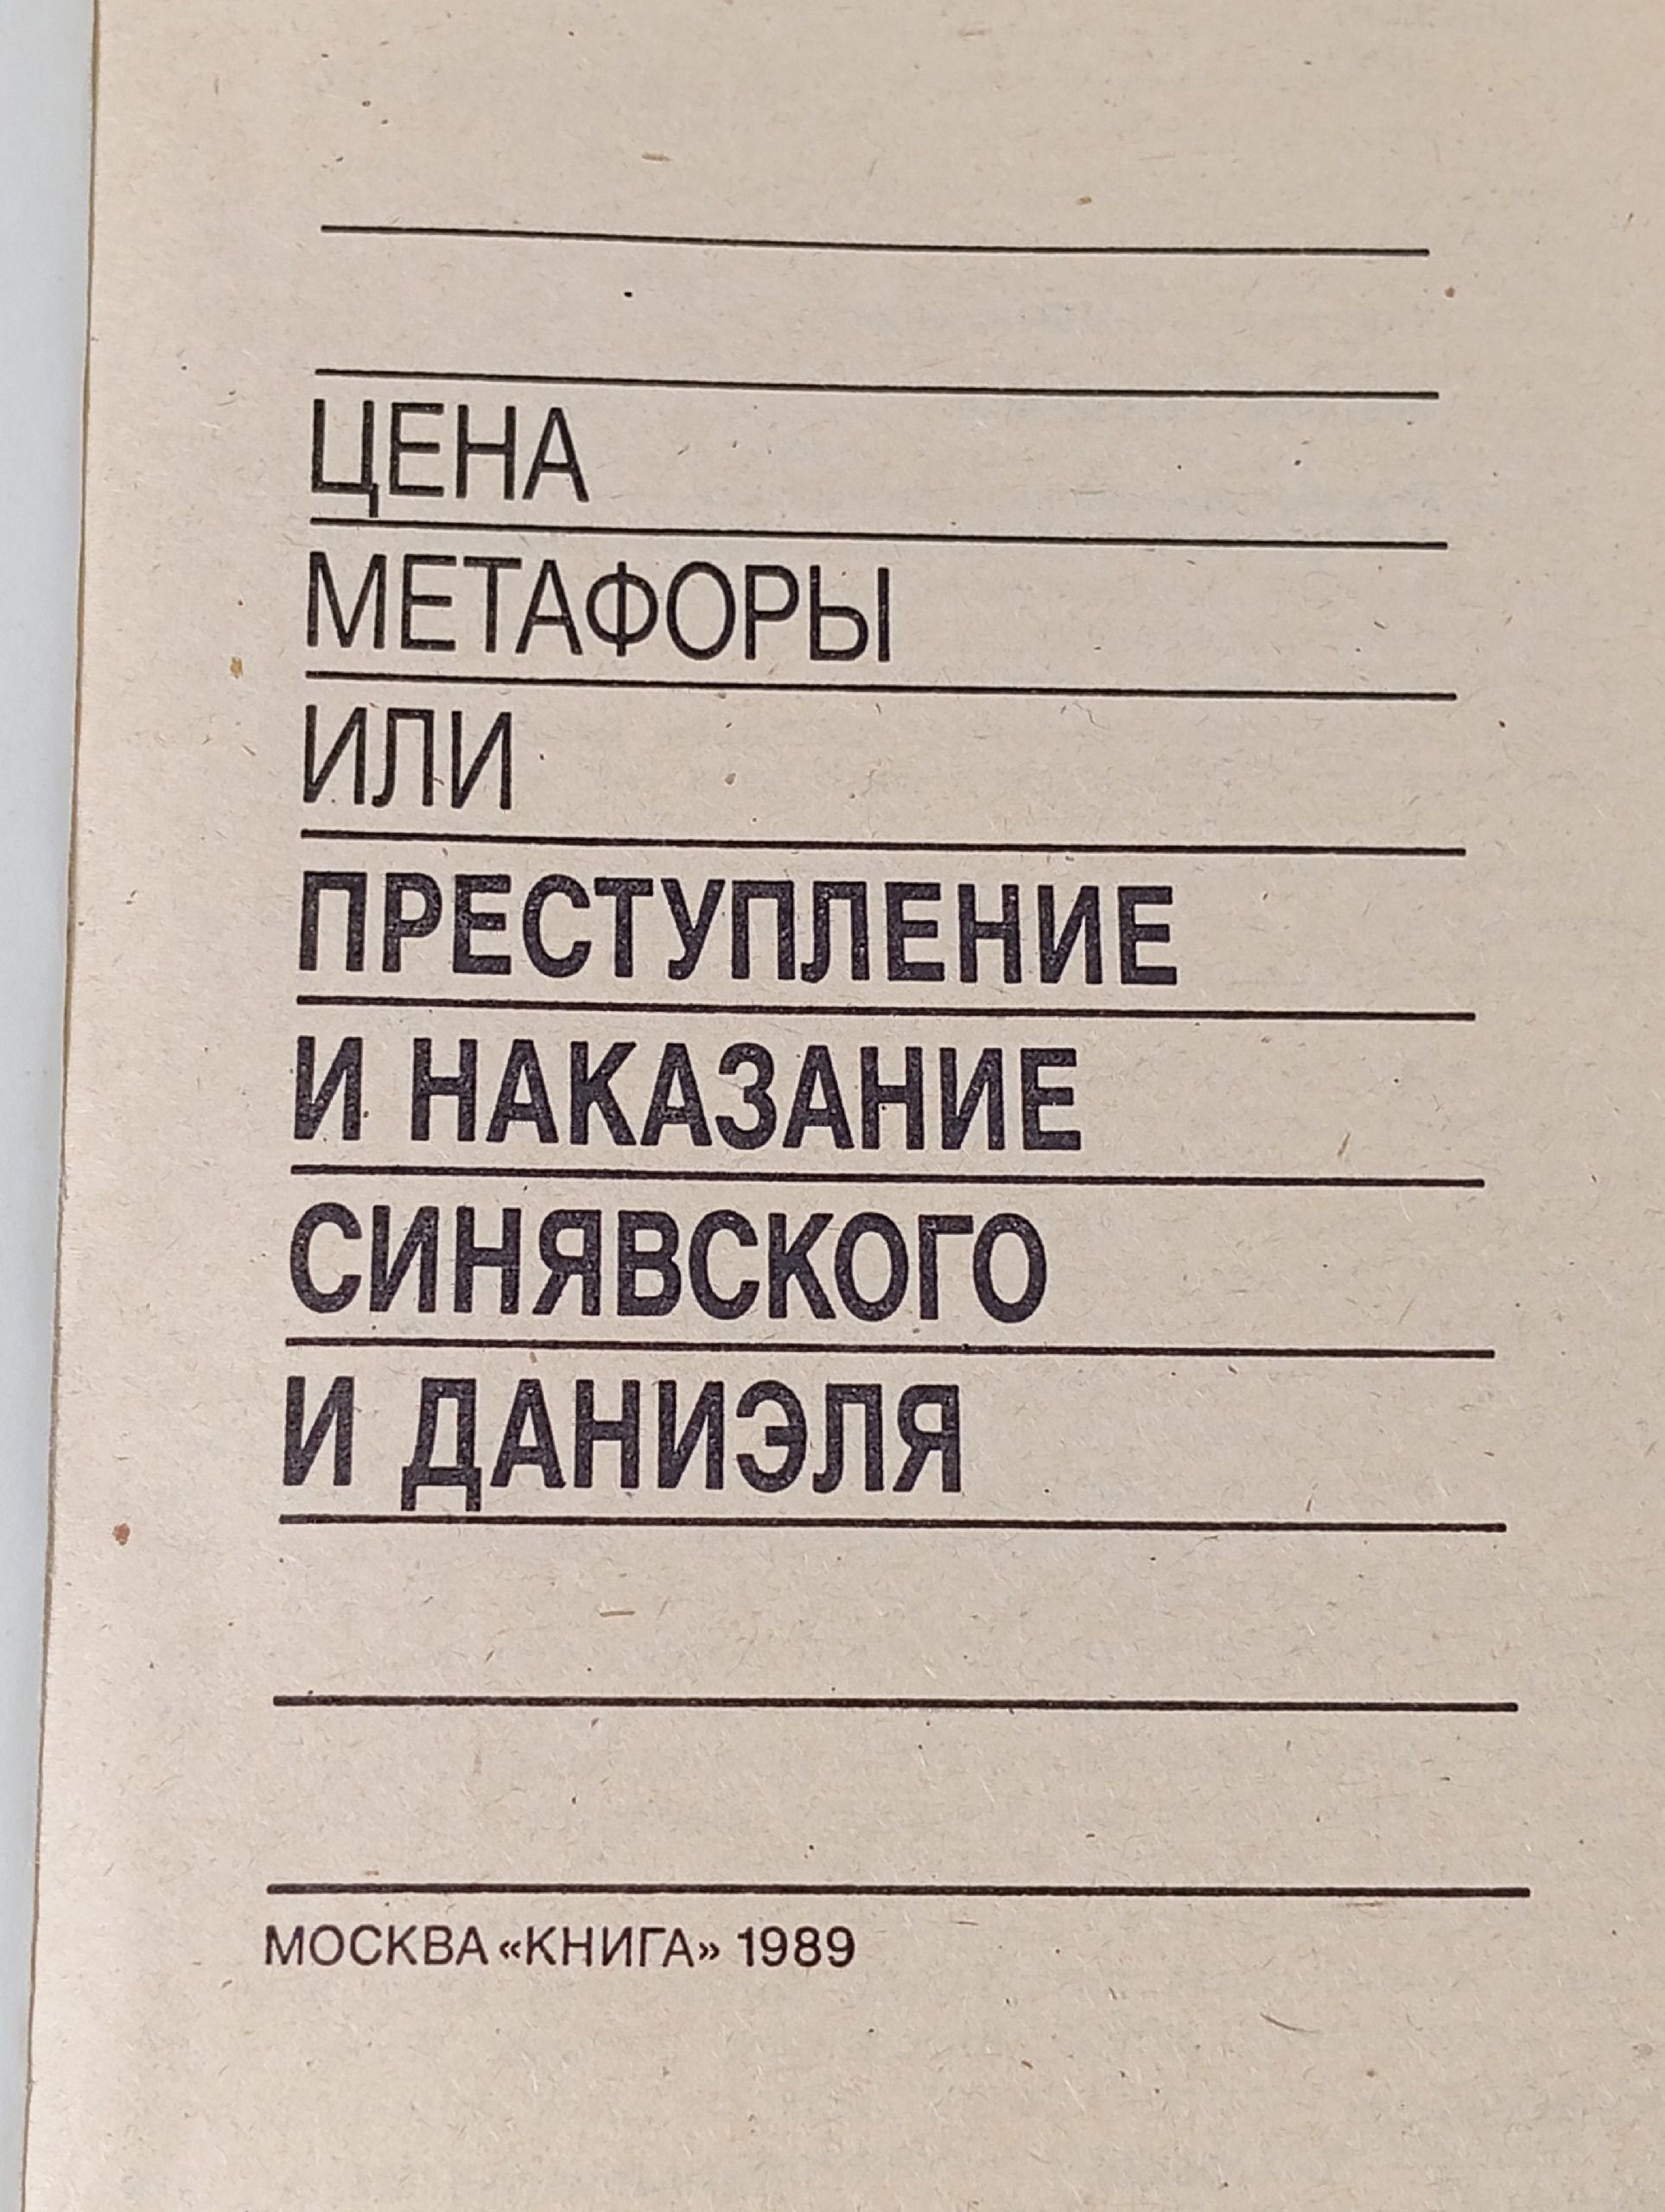 ЦЕНА
МЕТАФОРЫ
ИЛИ
ПРЕСТУПЛЕНИЕ
И НАКАЗАНИЕ
СИНЯВСКОГО
И ДАНИЭЛЯ
МОСКВА «КНИГА» 1989